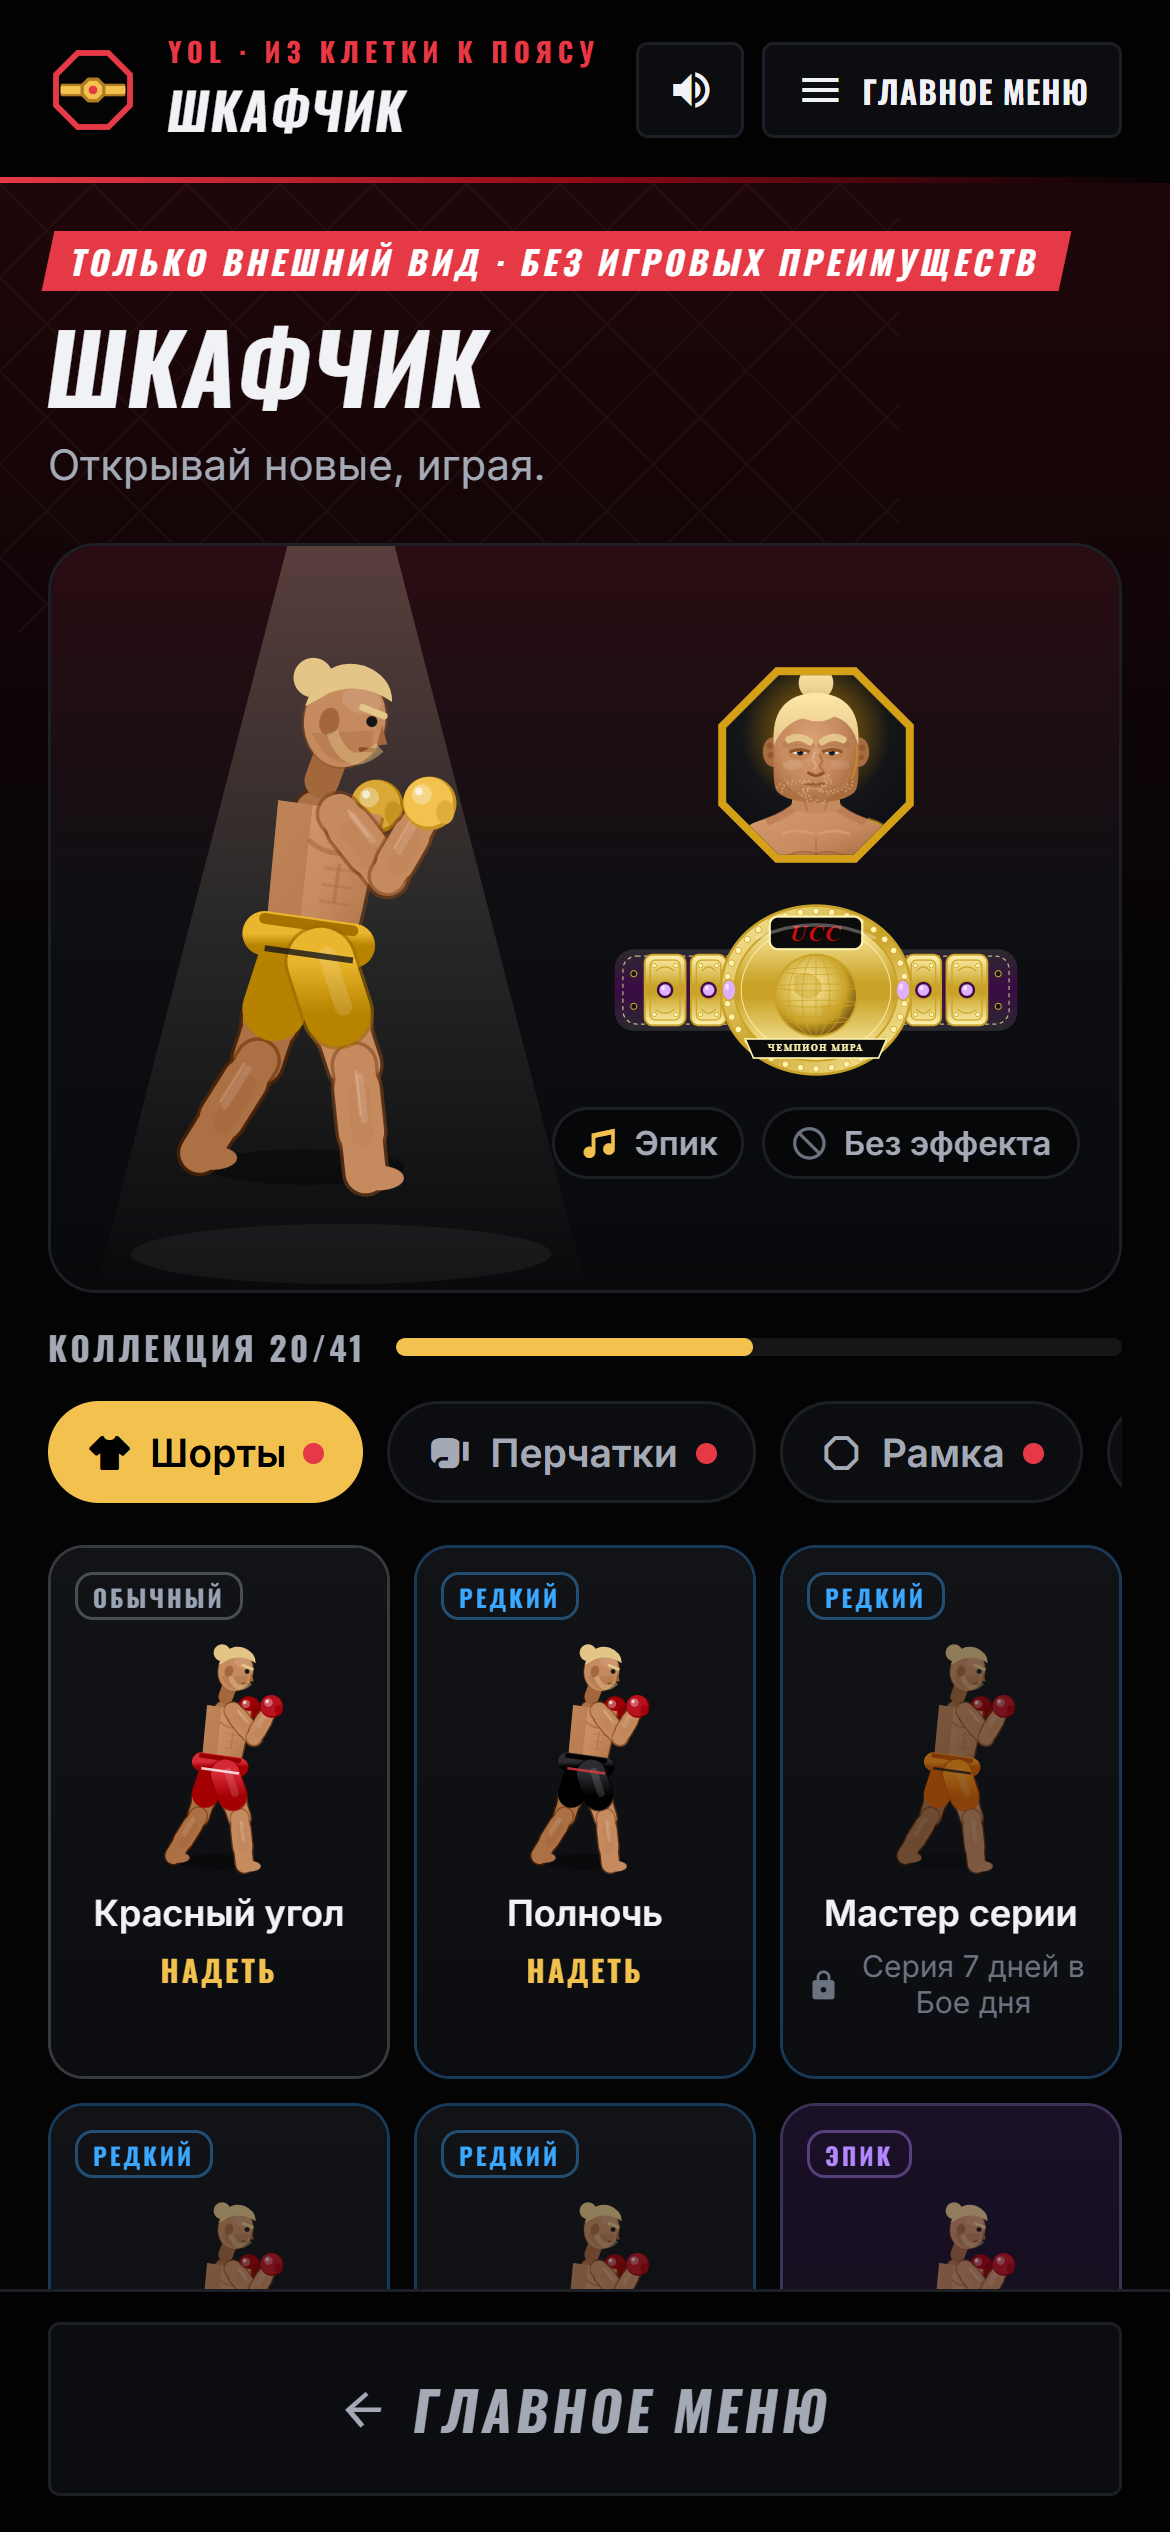 YOL · ИЗ КЛЕТКИ К ПОЯСУ
ШКАФЧИК
ГЛАВНОЕ МЕНЮ
ТОЛЬКО ВНЕШНИЙ ВИД · БЕЗ ИГРОВЫХ ПРЕИМУЩЕСТВ
ШКАФЧИК
Открывай новые, играя.
UCC
ЧЕМПИОН МИРА
Эпик
Без эффекта
КОЛЛЕКЦИЯ 20/41
Шорты
Перчатки
Рамка
ОБЫЧНЫЙ
РЕДКИЙ
РЕДКИЙ
Красный угол
Полночь
Мастер серии
НАДЕТЬ
НАДЕТЬ
Серия 7 дней в
Бое дня
РЕДКИЙ
РЕДКИЙ
ЭПИК
ГЛАВНОЕ МЕНЮ